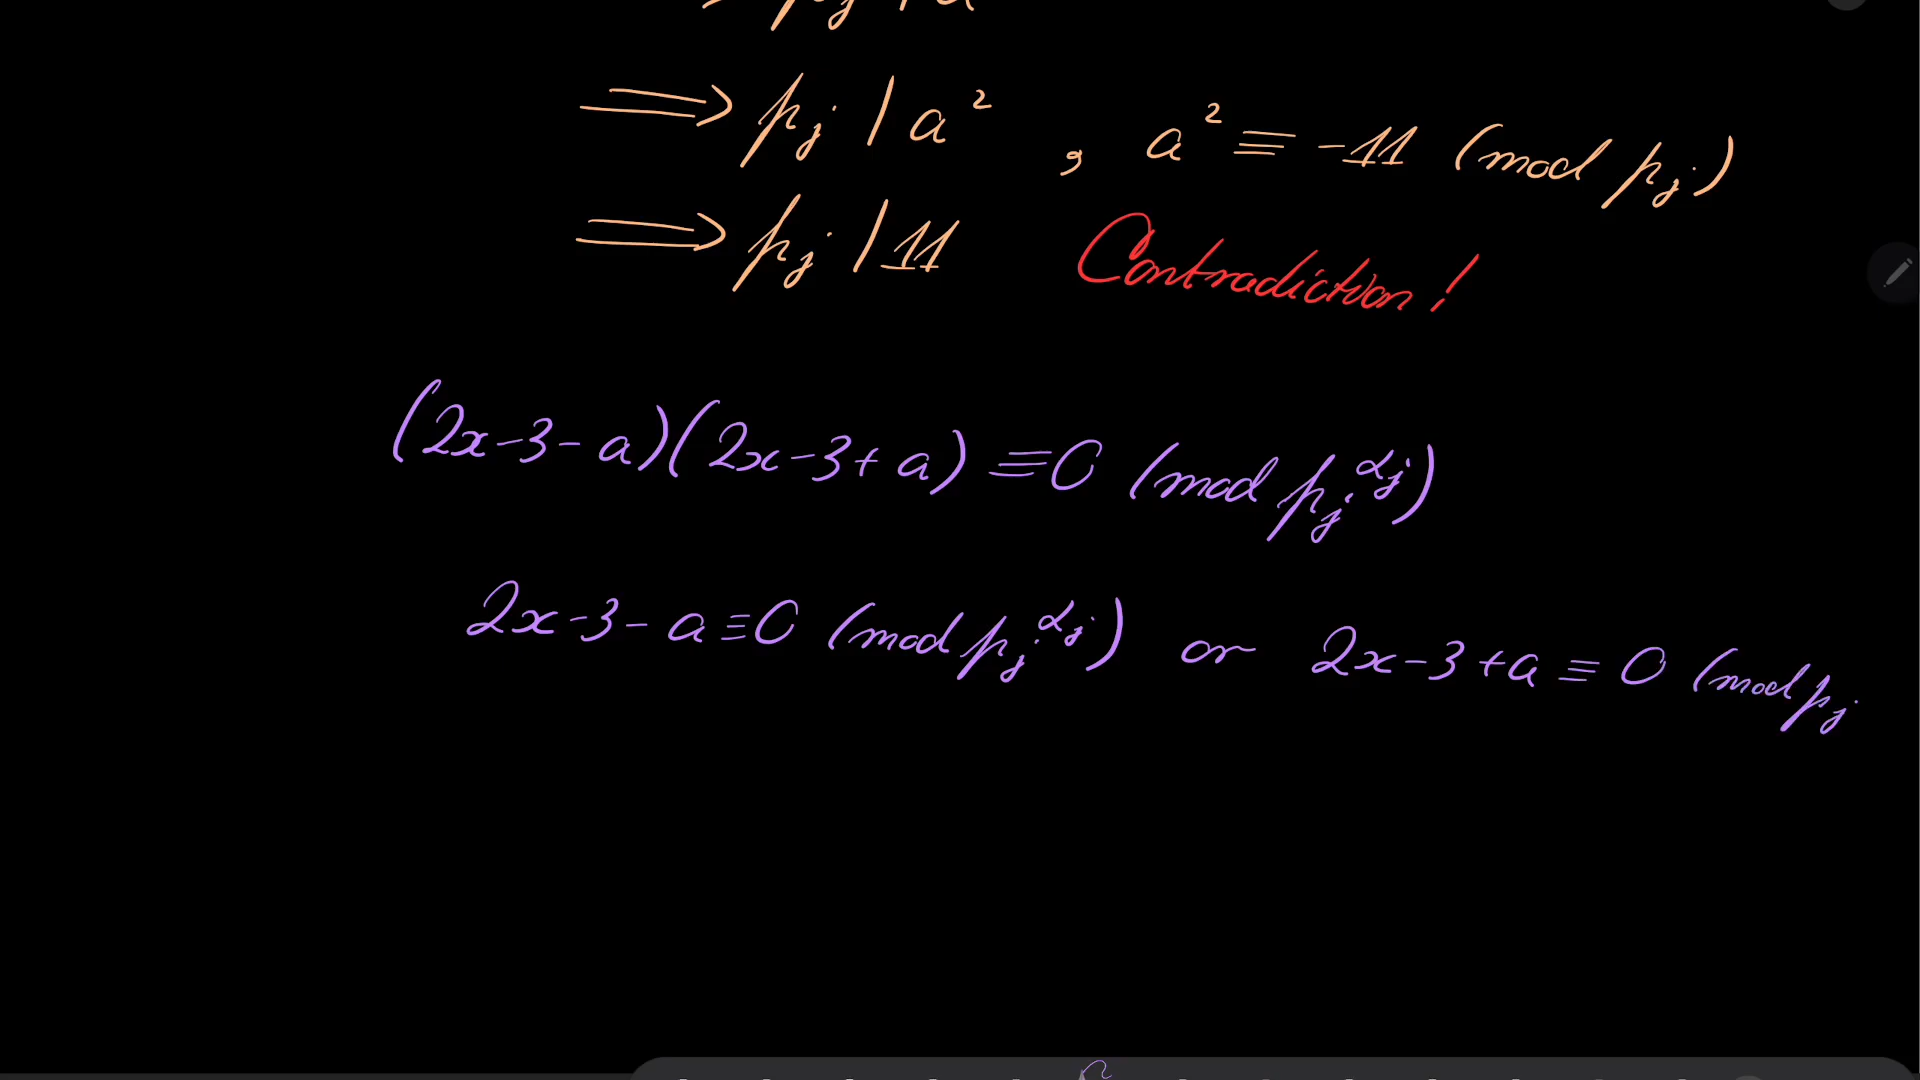 ⟹ p_j | a² , a² ≡ -11 (mod p_j)
⟹ p_j | 11 Contradiction!
(2x-3-a)(2x-3+a) ≡ 0 (mod p_j^{α_j})
2x-3-a ≡ 0 (mod p_j^{α_j}) or 2x-3+a ≡ 0 (mod p_j